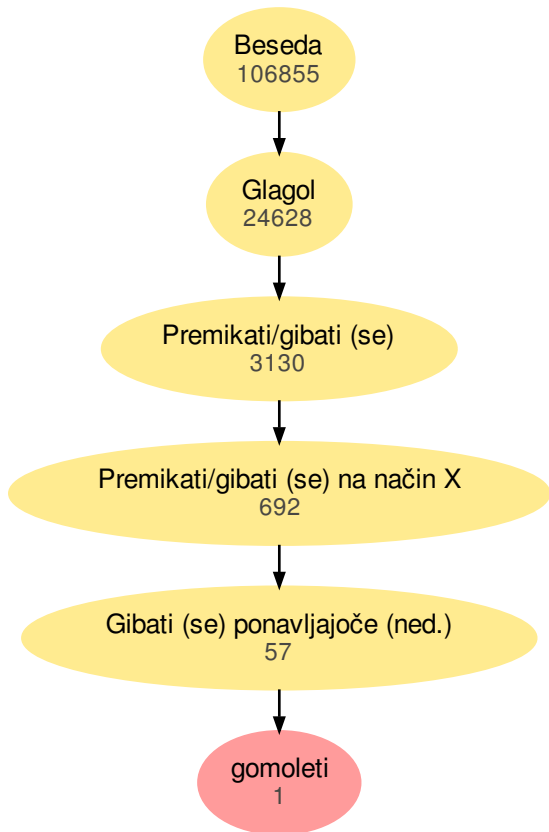 Beseda
106855
Glagol
24628
Premikati/gibati (se)
3130
Premikati/gibati (se) na način X
692
Gibati (se) ponavljajoče (ned.)
57
gomoleti
1